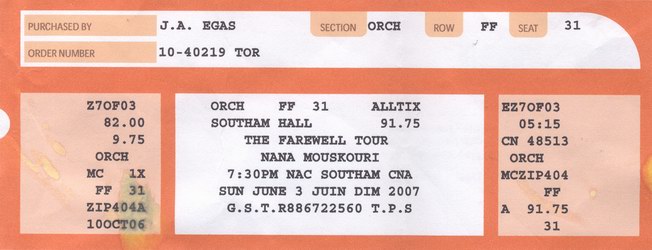 PURCHASED BY J.A. EGAS SECTION ORCH ROW FF SEAT 31
ORDER NUMBER 10-40219 TOR
Z7OF03
82.00
9.75
ORCH
MC 1X
FF 31
ZIP404A
10OCT06
ORCH FF 31 ALLTIX
SOUTHAM HALL 91.75
THE FAREWELL TOUR
NANA MOUSKOURI
7:30PM NAC SOUTHAM CNA
SUN JUNE 3 JUIN DIM 2007
G.S.T.R886722560 T.P.S
EZ7OF03
05:15
CN 48513
ORCH
MCZIP404
FF
A 91.75
31